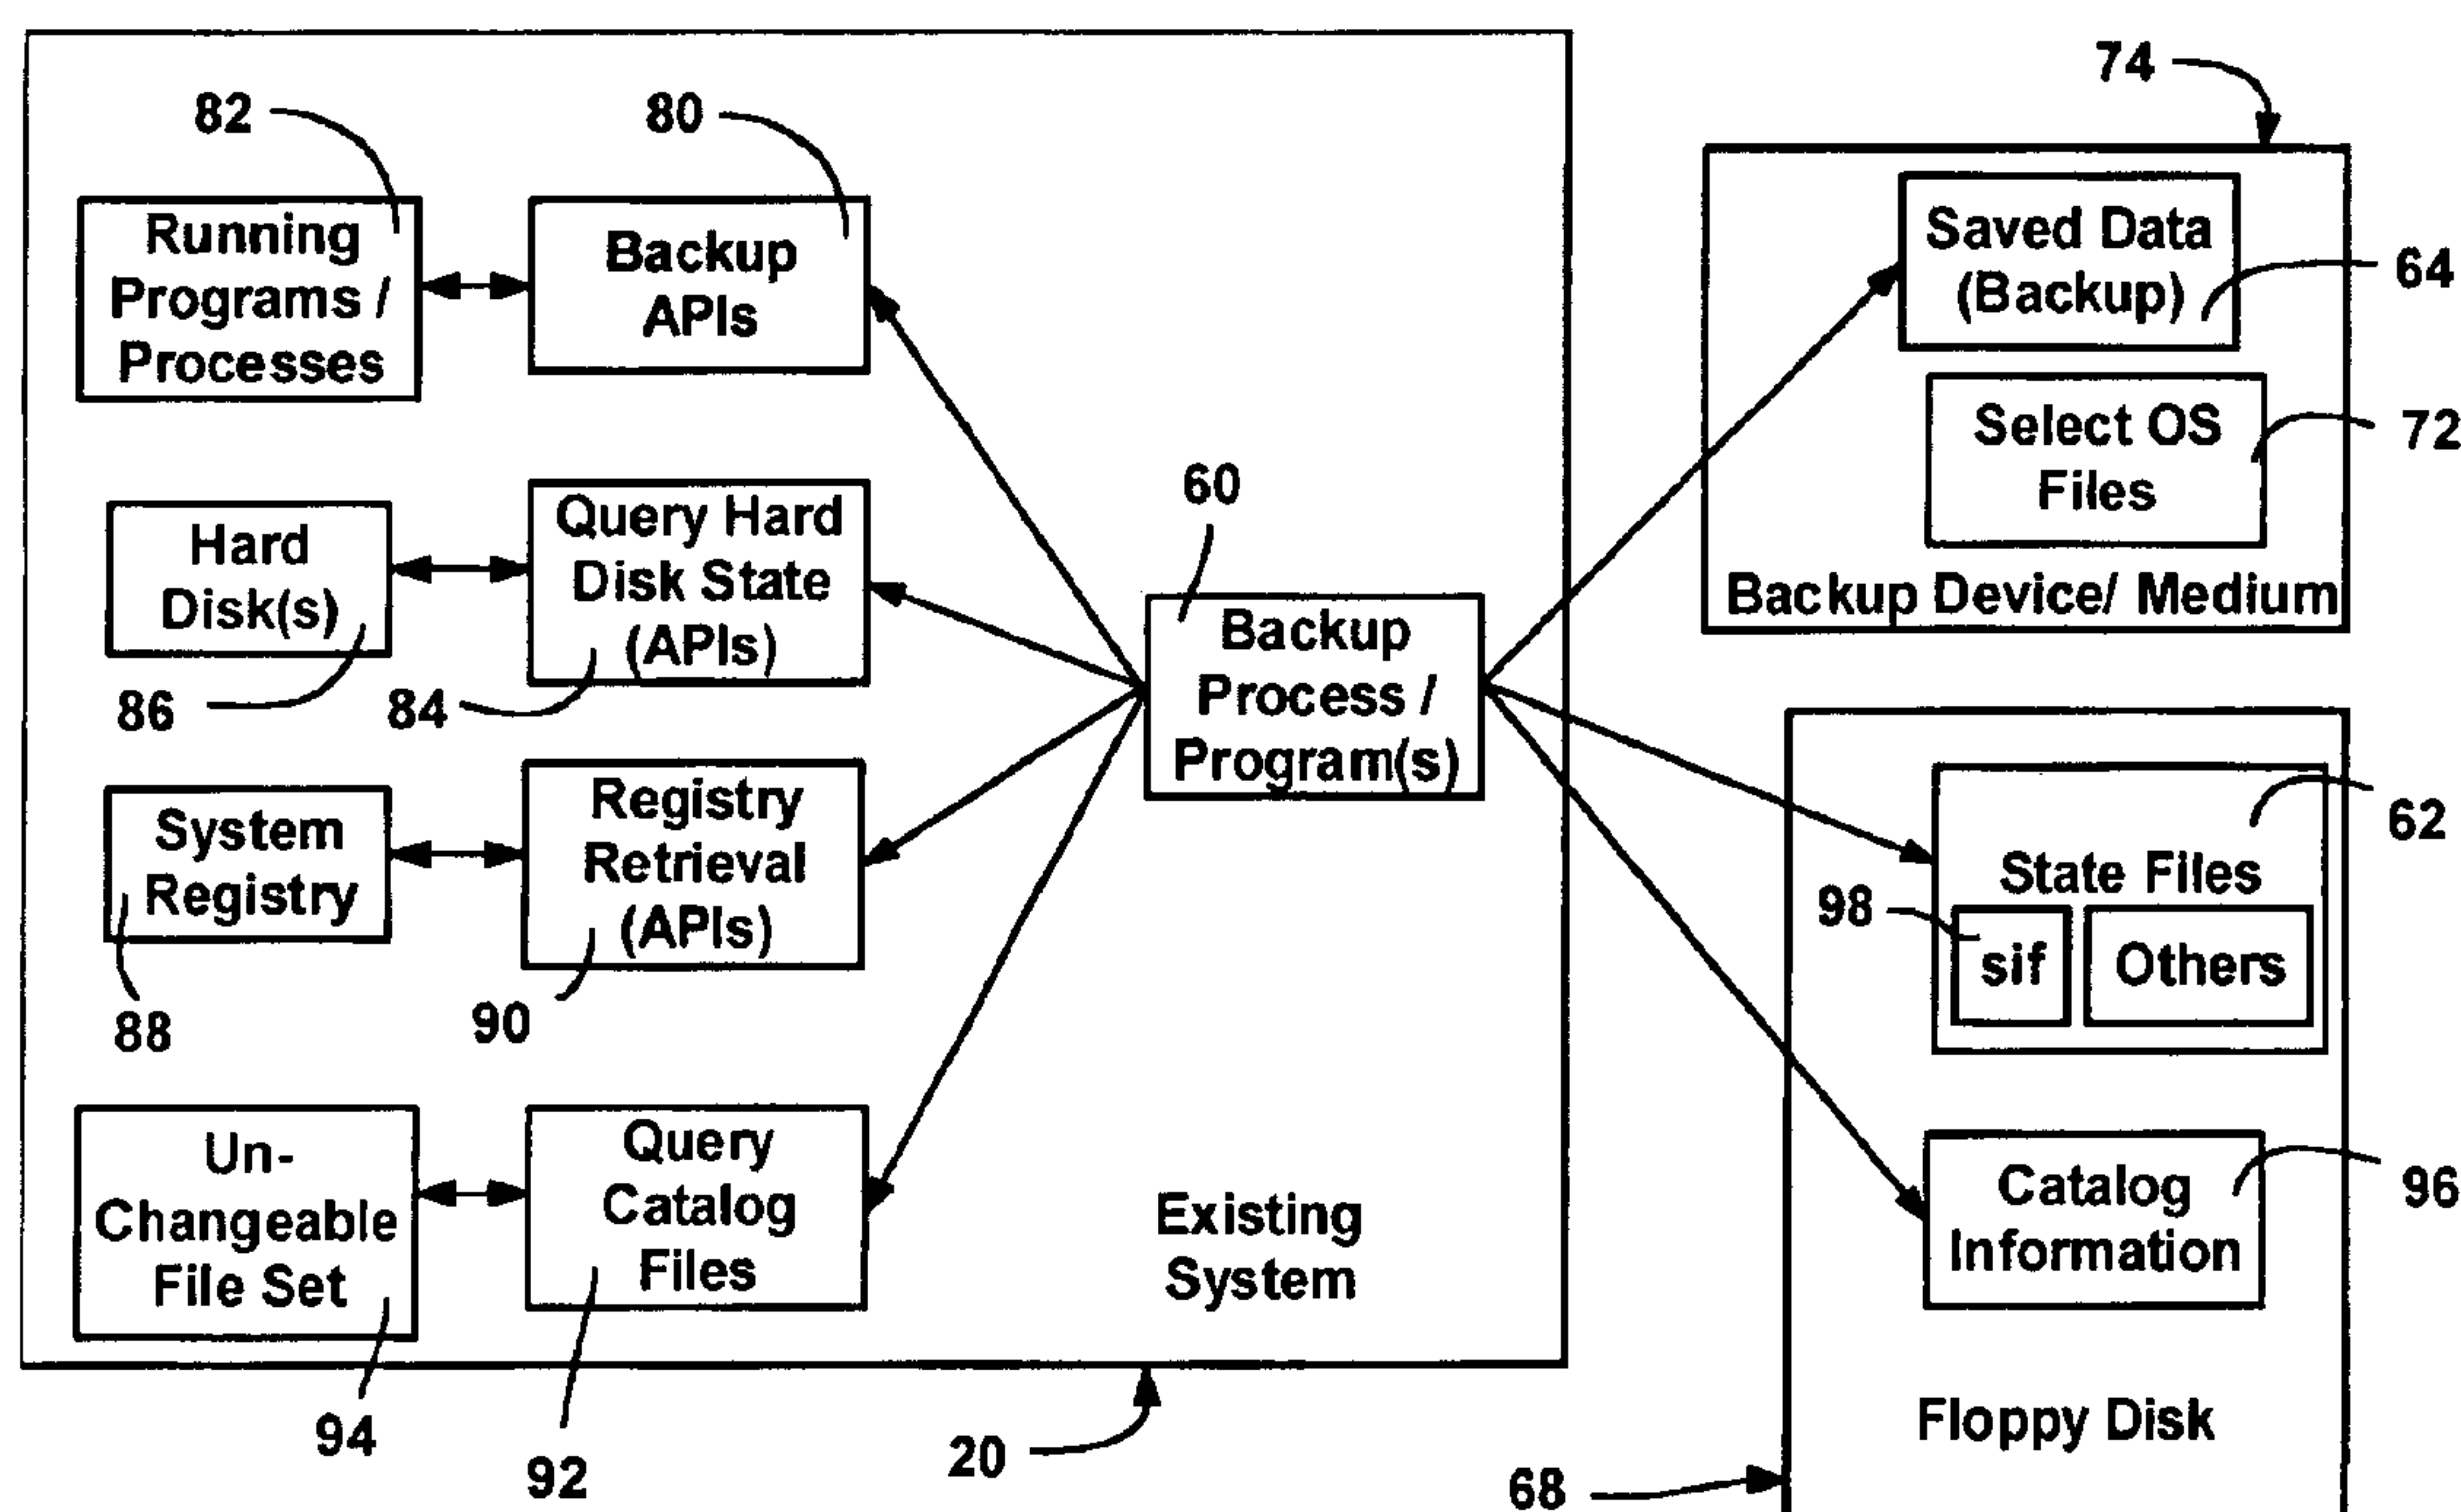 74
82
80
Running
Programs /
Processes
Backup
APIs
Saved Data
(Backup)
64
Select OS
Files
72
Backup Device/ Medium
Hard
Disk(s)
86
Query Hard
Disk State
(APIs)
84
60
Backup
Process /
Program(s)
System
Registry
88
Registry
Retrieval
(APIs)
90
62
State Files
98
sif
Others
Un-
Changeable
File Set
94
Query
Catalog
Files
92
Existing
System
20
Catalog
Information
96
Floppy Disk
68